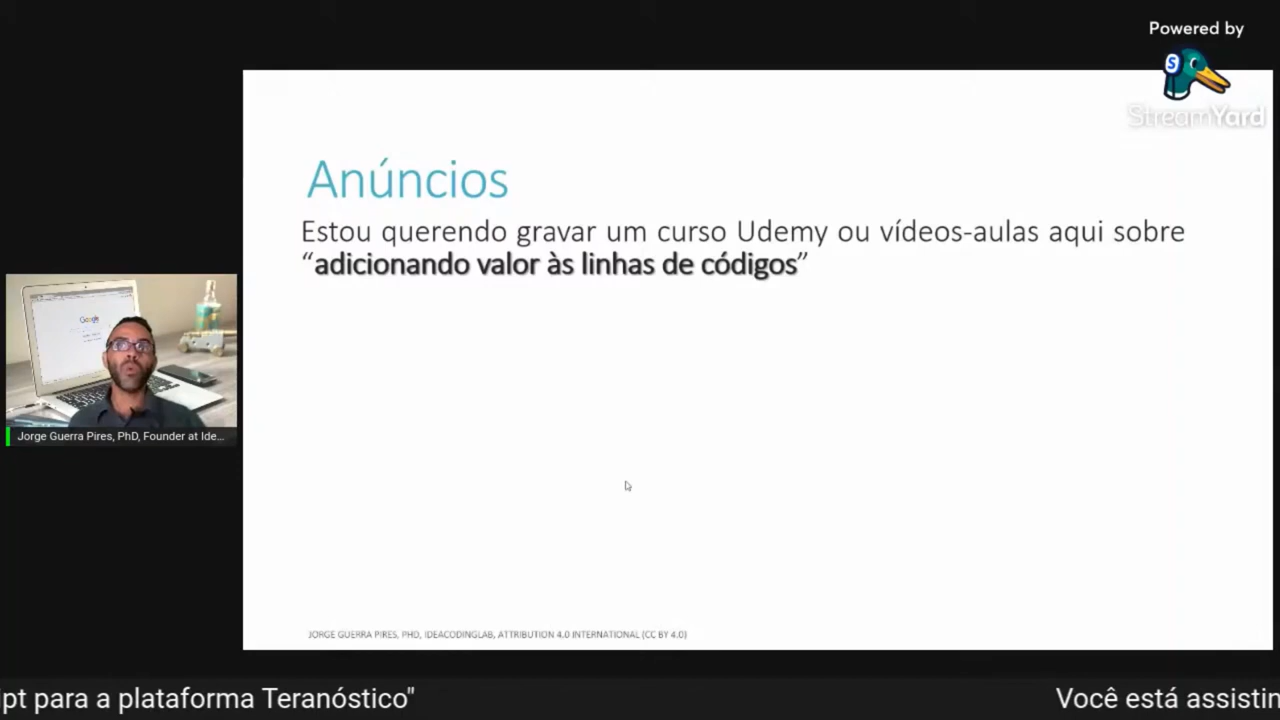 Powered by
StreamYard
Anúncios
Estou querendo gravar um curso Udemy ou vídeos-aulas aqui sobre
“adicionando valor às linhas de códigos”
Google
Jorge Guerra Pires, PhD, Founder at Ide...
JORGE GUERRA PIRES, PHD, IDEACODINGLAB, ATTRIBUTION 4.0 INTERNATIONAL (CC BY 4.0)
pt para a plataforma Teranóstico" Você está assistin